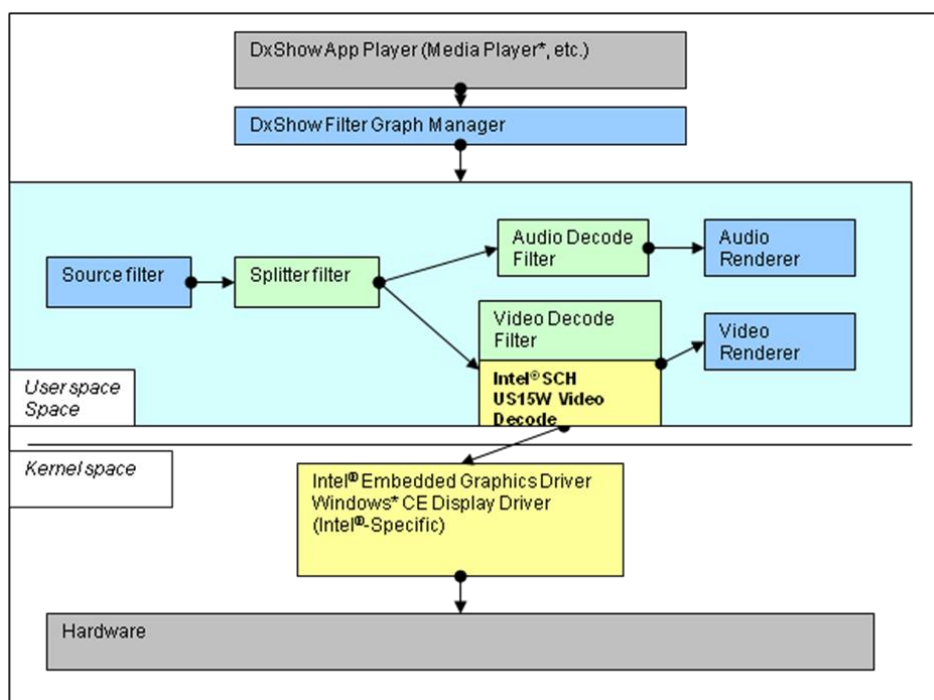 DxShow App Player (Media Player*, etc.)
DxShow Filter Graph Manager
Audio Decode
Filter
Audio
Renderer
Source filter
Splitter filter
Video Decode
Filter
Video
Renderer
Intel® SCH
US15W Video
Decode
User space
Space
Kernel space
Intel® Embedded Graphics Driver
Windows* CE Display Driver
(Intel®-Specific)
Hardware